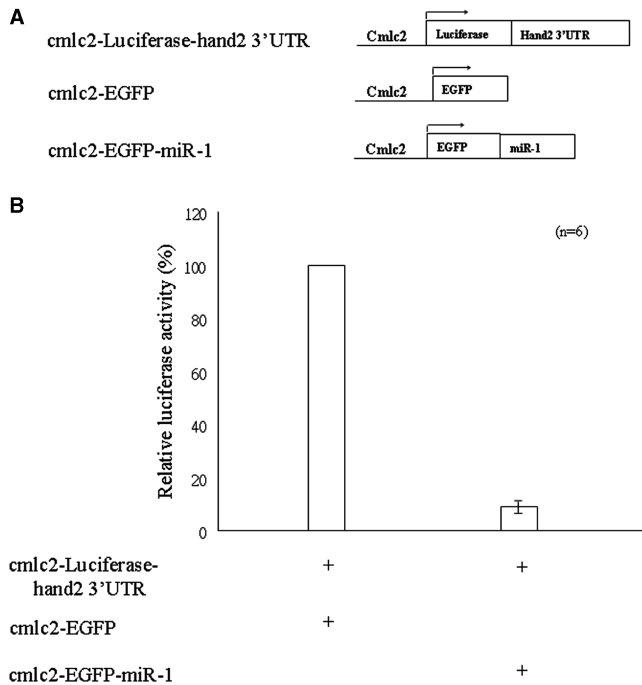 A
cmlc2-Luciferase-hand2 3’UTR
Cmlc2 Luciferase Hand2 3’UTR
cmlc2-EGFP
Cmlc2 EGFP
cmlc2-EGFP-miR-1
Cmlc2 EGFP miR-1
B
Relative luciferase activity (%)
120
100
80
60
40
20
0
(n=6)
cmlc2-Luciferase-
hand2 3’UTR
+ +
cmlc2-EGFP
+
cmlc2-EGFP-miR-1
+